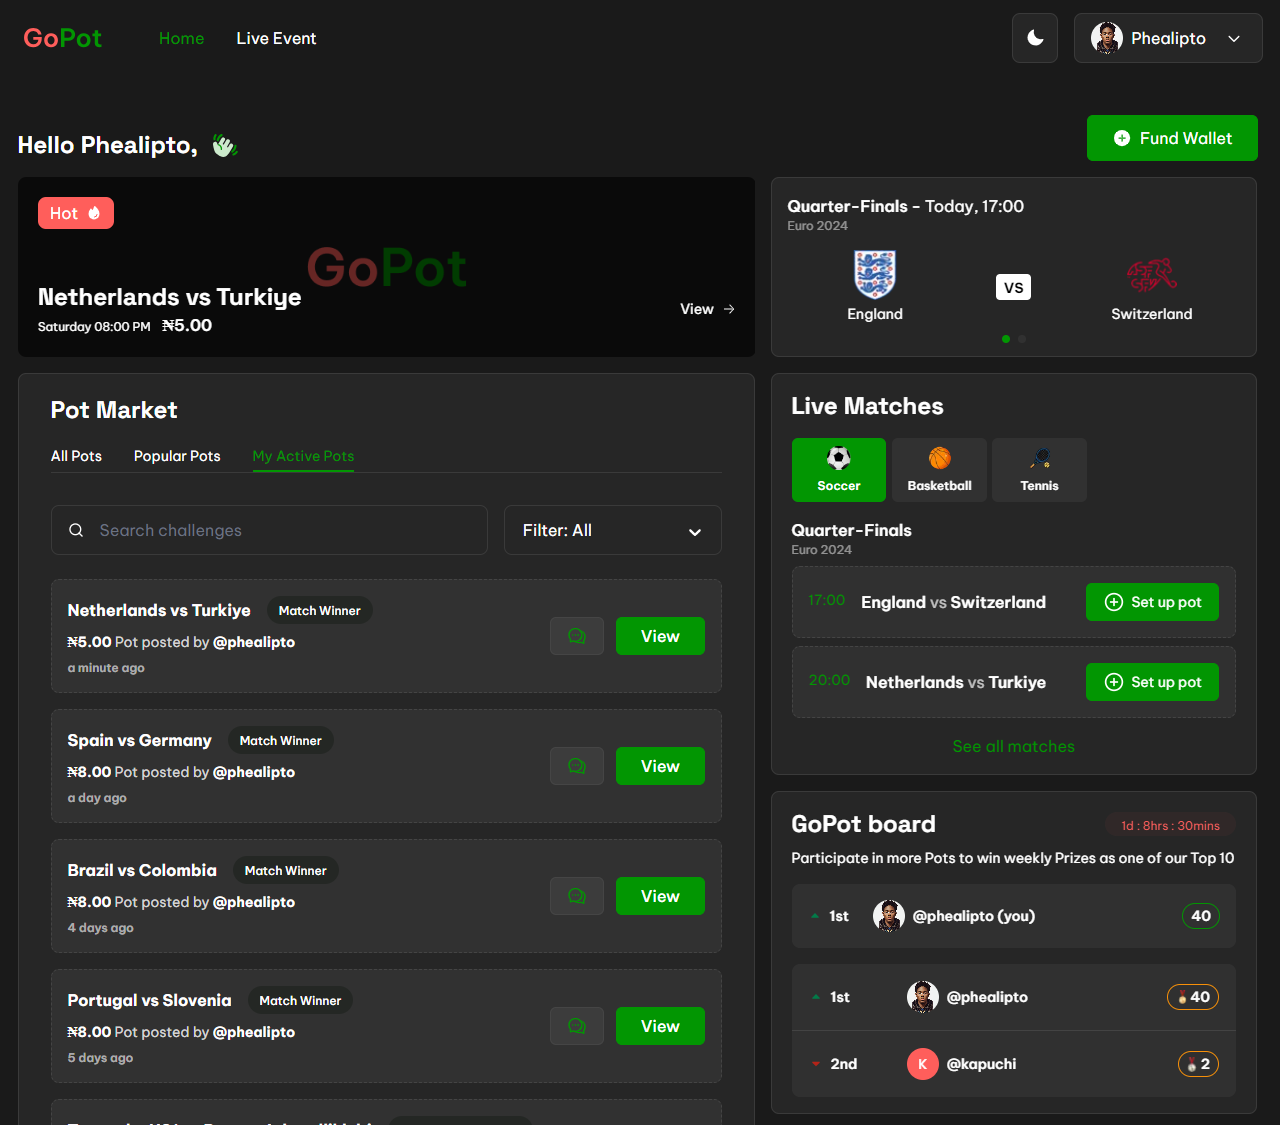 GoPot
Home
Live Event
Phealipto
Hello Phealipto,
Fund Wallet
Hot
GoPot
Netherlands vs Turkiye
Saturday 08:00 PM ₦5.00
View →
Quarter-Finals - Today, 17:00
Euro 2024
VS
England
Switzerland
Pot Market
All Pots
Popular Pots
My Active Pots
Search challenges
Filter: All
Netherlands vs Turkiye Match Winner
₦5.00 Pot posted by @phealipto
a minute ago
View
Spain vs Germany Match Winner
₦8.00 Pot posted by @phealipto
a day ago
View
Brazil vs Colombia Match Winner
₦8.00 Pot posted by @phealipto
4 days ago
View
Portugal vs Slovenia Match Winner
₦8.00 Pot posted by @phealipto
5 days ago
View
Live Matches
Soccer
Basketball
Tennis
Quarter-Finals
Euro 2024
17:00 England vs Switzerland Set up pot
20:00 Netherlands vs Turkiye Set up pot
See all matches
GoPot board
1d : 8hrs : 30mins
Participate in more Pots to win weekly Prizes as one of our Top 10
1st @phealipto (you) 40
1st @phealipto 40
2nd K @kapuchi 2